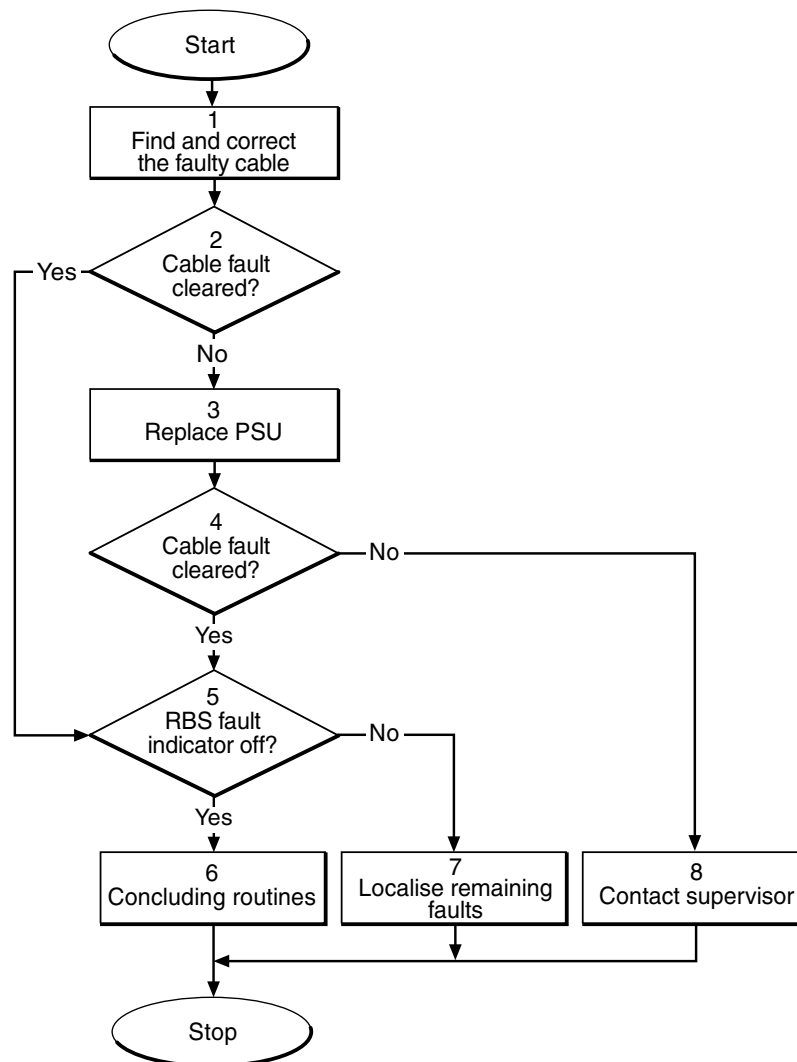 Start
1
Find and correct
the faulty cable
2
Cable fault
cleared?
Yes
No
3
Replace PSU
4
Cable fault
cleared?
No
Yes
5
RBS fault
indicator off?
No
Yes
6
Concluding routines
7
Localise remaining
faults
8
Contact supervisor
Stop